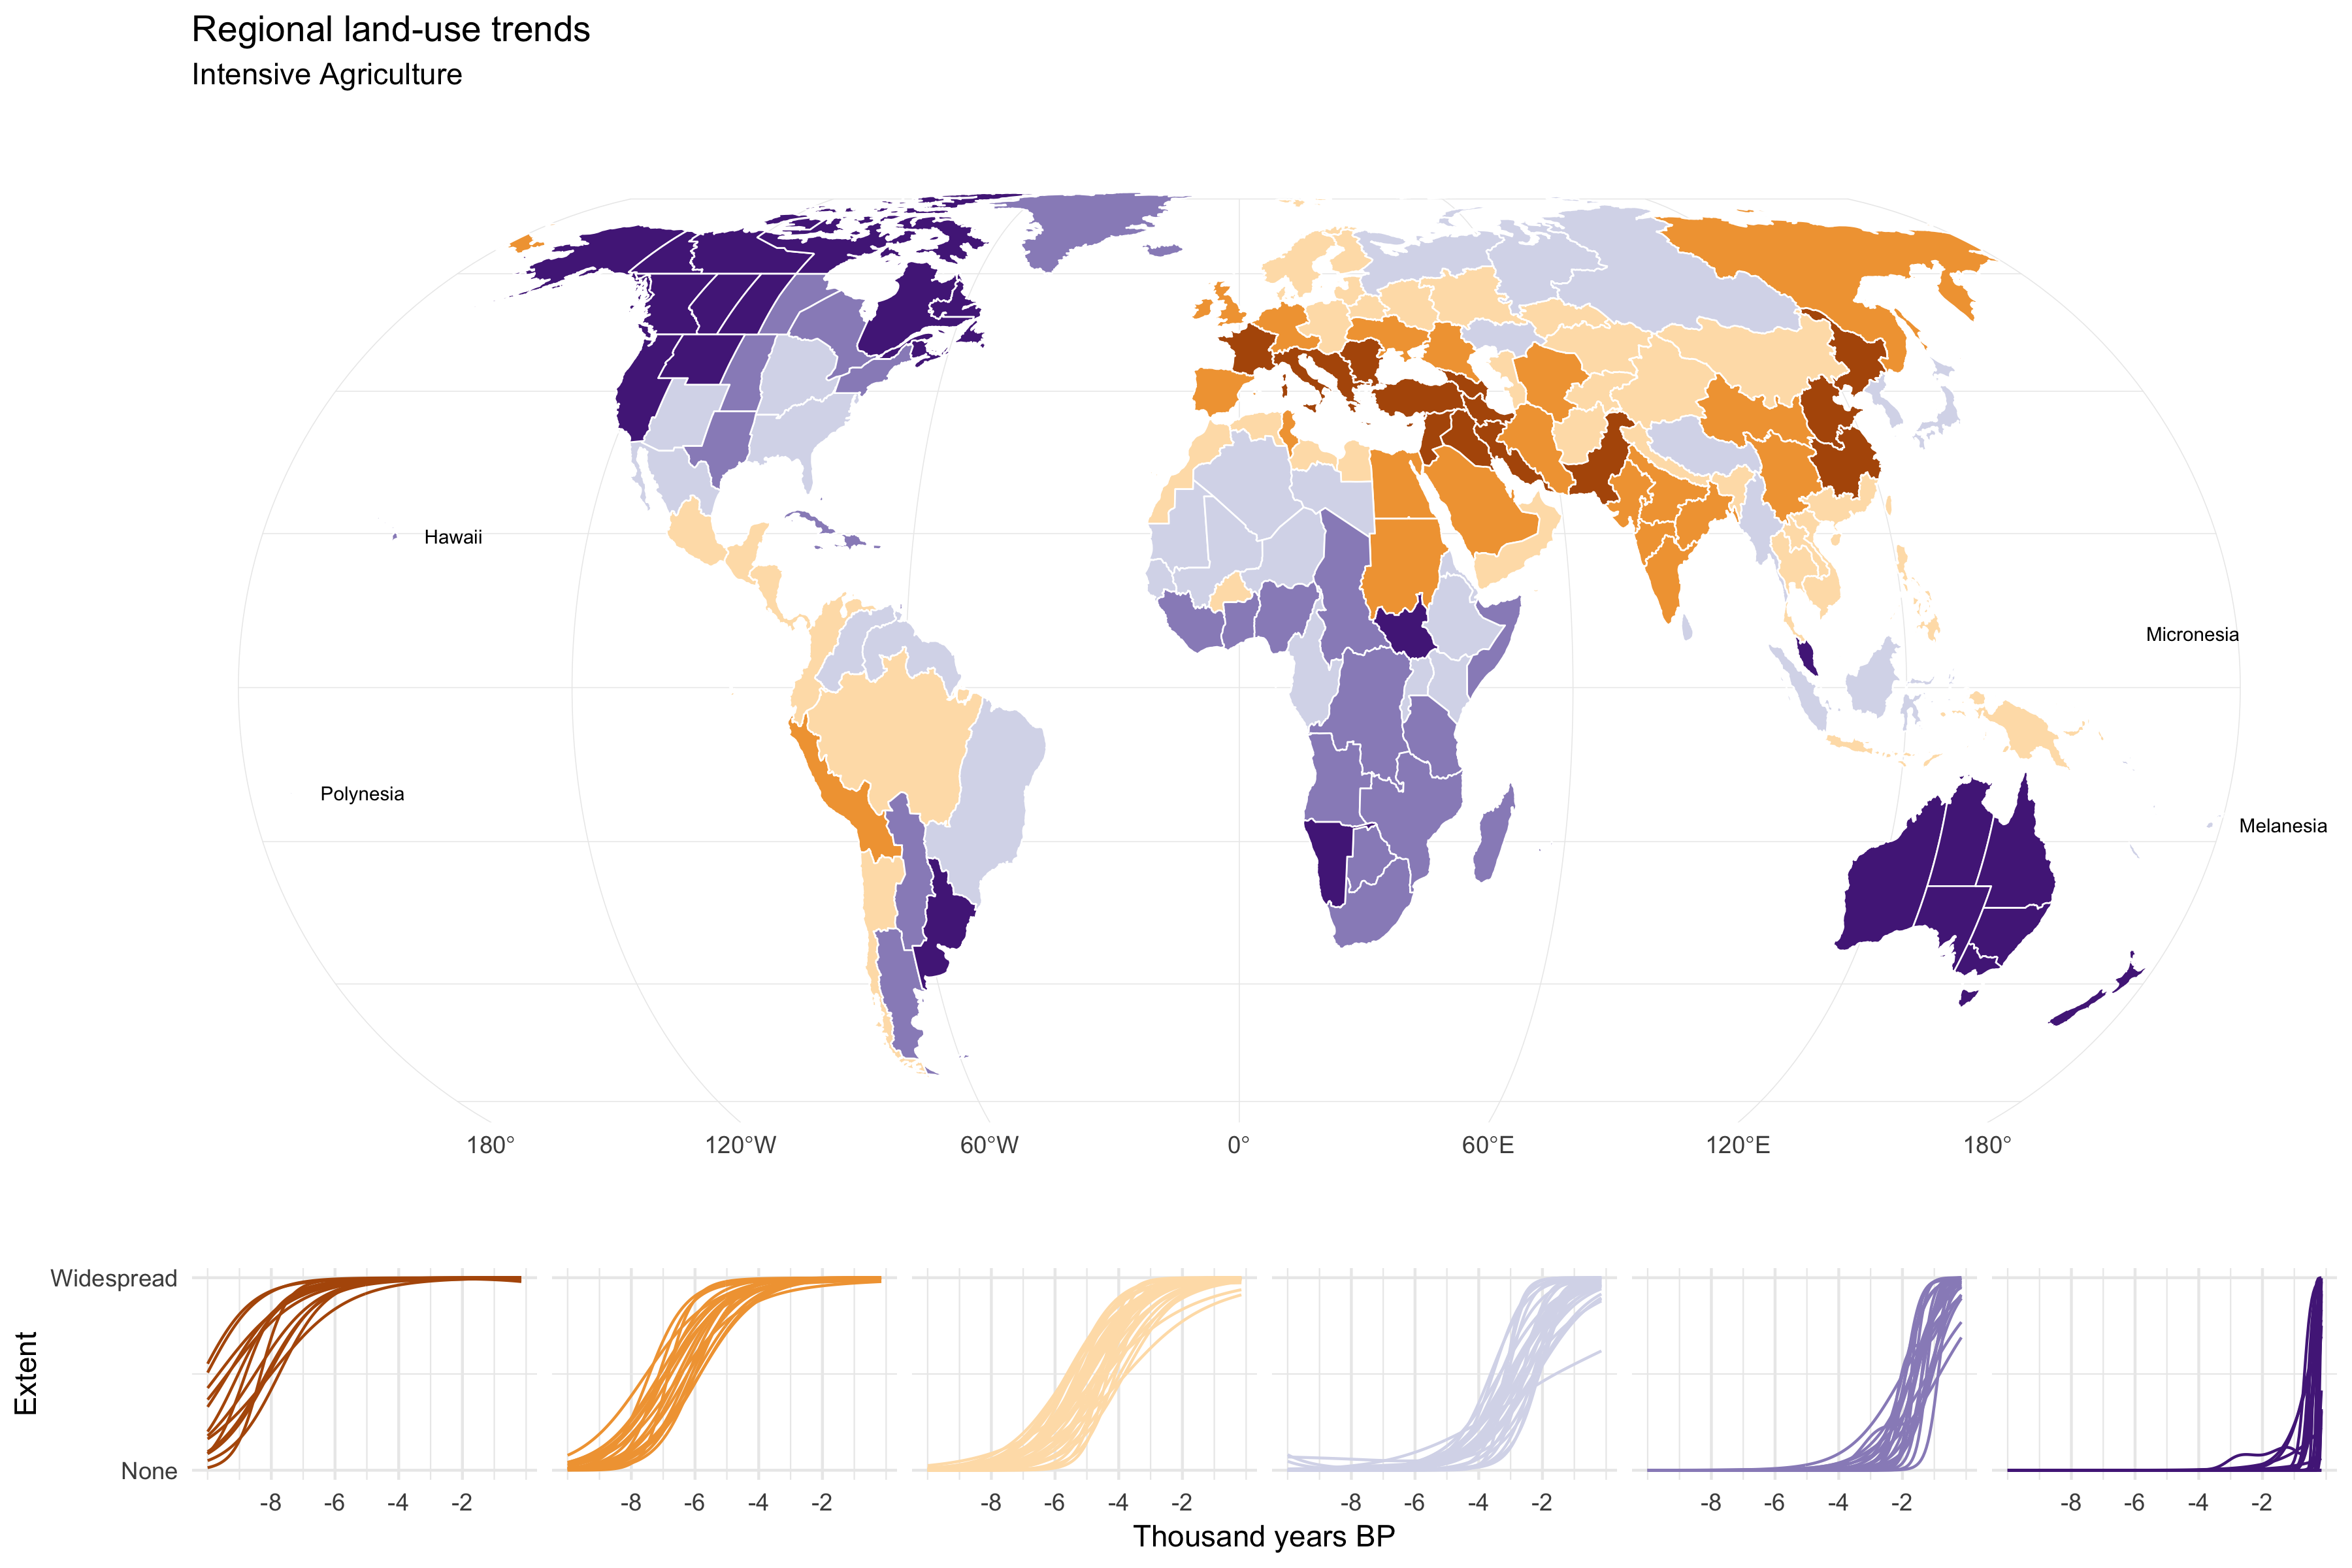 Regional land-use trends
Intensive Agriculture
Hawaii
Micronesia
Polynesia
Melanesia
180° 120°W 60°W 0° 60°E 120°E 180°
Widespread
Extent
None
-8 -6 -4 -2 -8 -6 -4 -2 -8 -6 -4 -2 -8 -6 -4 -2 -8 -6 -4 -2 -8 -6 -4 -2
Thousand years BP